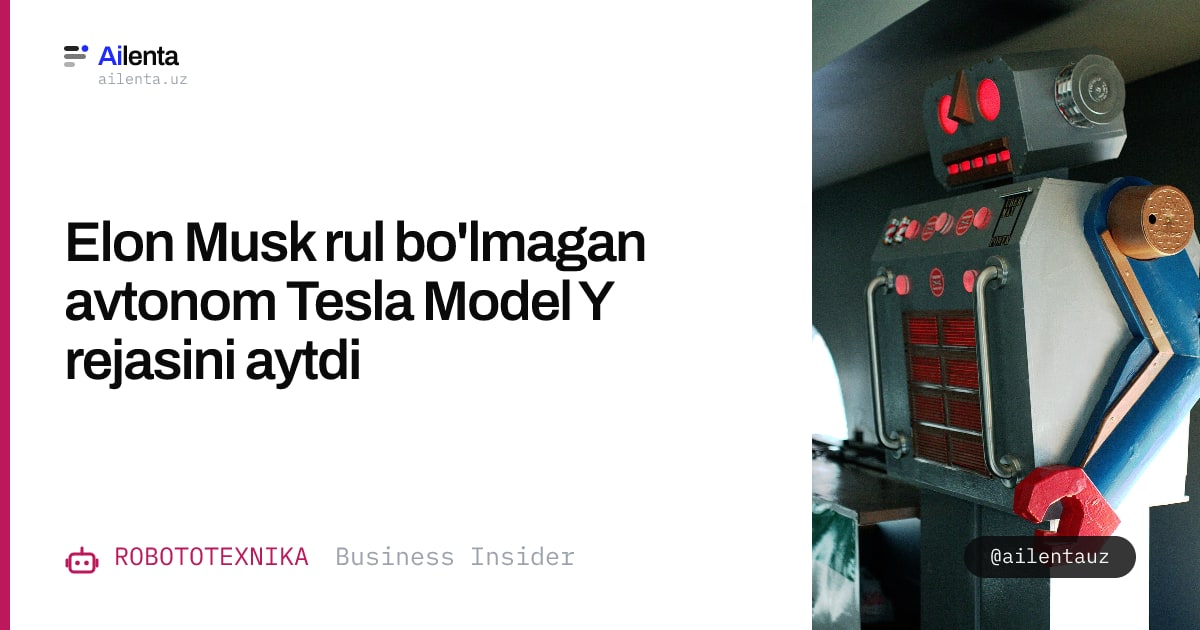 Ailenta
ailenta.uz
Elon Musk rul bo'lmagan
avtonom Tesla Model Y
rejasini aytdi
ROBOTOTEXNIKA Business Insider
@ailentauz